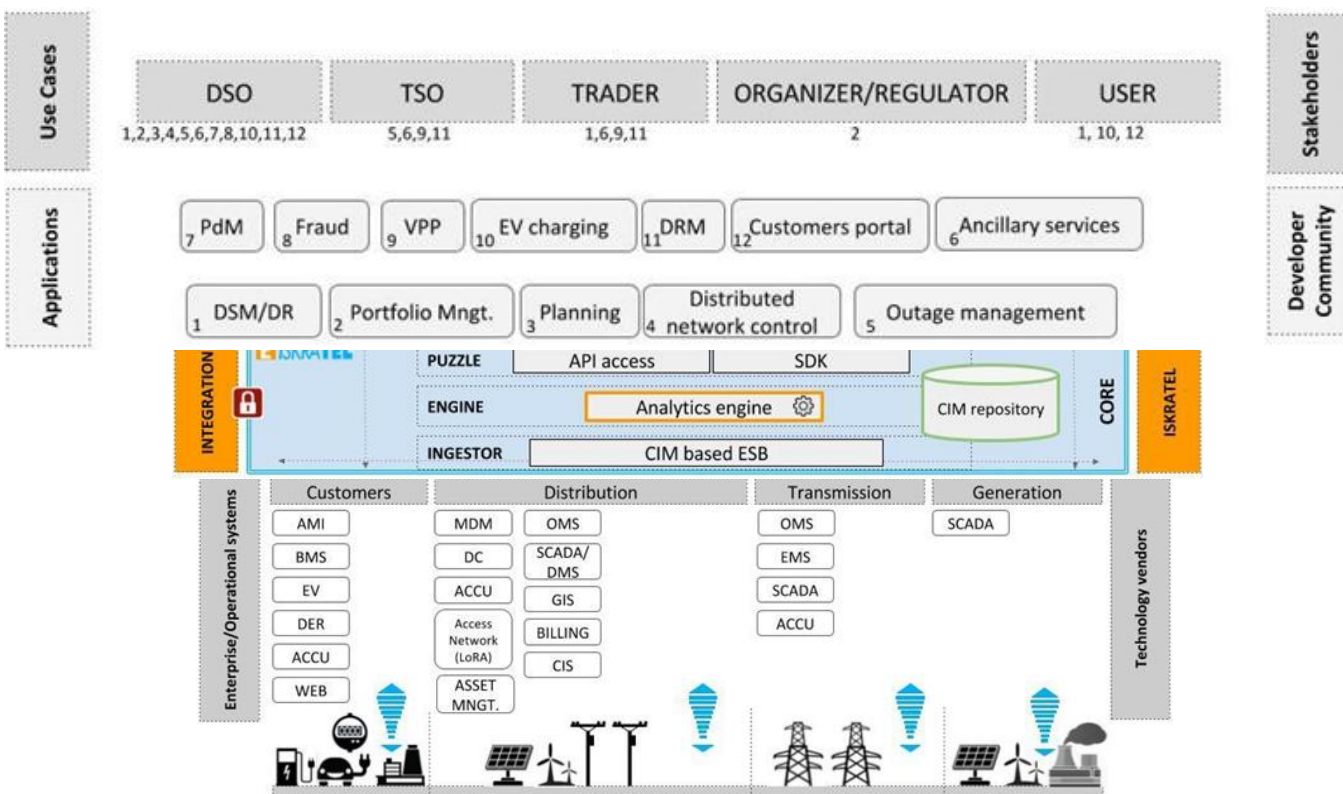 Use Cases
DSO
TSO
TRADER
ORGANIZER/REGULATOR
USER
Stakeholders
1,2,3,4,5,6,7,8,10,11,12
5,6,9,11
1,6,9,11
2
1, 10, 12
Applications
7 PdM
8 Fraud
9 VPP
10 EV charging
11 DRM
12 Customers portal
6 Ancillary services
Developer
Community
1 DSM/DR
2 Portfolio Mngt.
3 Planning
4 Distributed
network control
5 Outage management
INTEGRATION
ISKRATEL
PUZZLE
API access
SDK
ENGINE
Analytics engine
CIM repository
CORE
ISKRATEL
INGESTOR
CIM based ESB
Enterprise/Operational systems
Customers
Distribution
Transmission
Generation
Technology vendors
AMI
BMS
EV
DER
ACCU
WEB
MDM
DC
ACCU
Access
Network
(LoRA)
ASSET
MNGT.
OMS
SCADA/
DMS
GIS
BILLING
CIS
OMS
EMS
SCADA
ACCU
SCADA